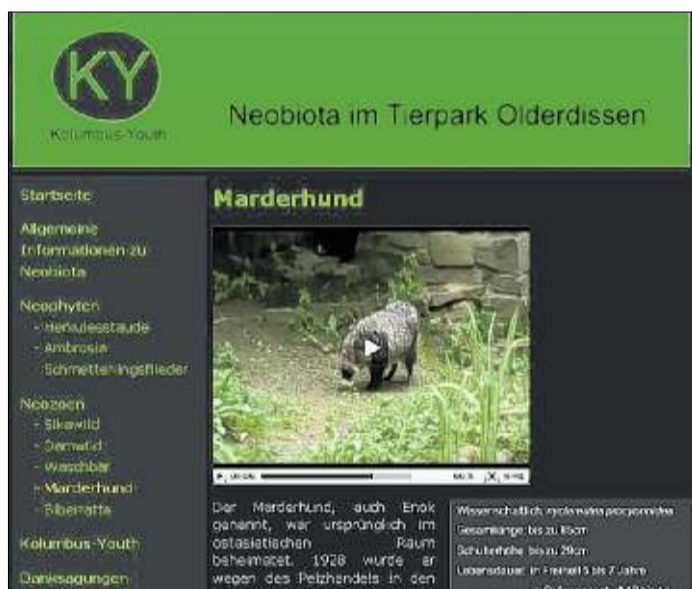 KY
Kolumbus-Youth
Neobiota im Tierpark Olderdissen
Startseite
Allgemeine
Informationen zu
Neobiota
Neophyten
- Herkulesstaude
- Ambrosia
Schmetterlingsflieder
Neozoen
- Sikawild
- Damwild
- Waschbär
- Marderhund
- Biberratte
Kolumbus-Youth
Danksagungen
Marderhund
Der Marderhund, auch Enok
genannt, war ursprünglich im
ostasiatischen Raum
beheimatet. 1928 wurde er
wegen des Pelzhandels in den
Wissenschaftlich:
Gesamtlänge: bis zu 85cm
Schulterhöhe: bis zu 29cm
Lebensdauer: in Freiheit 5 bis 7 Jahre